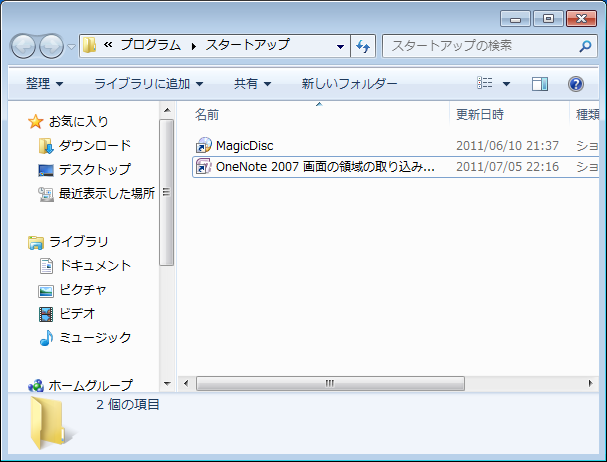 « プログラム ▸ スタートアップ
スタートアップの検索
整理 ライブラリに追加 共有 新しいフォルダー
名前 更新日時 種類
MagicDisc 2011/06/10 21:37 ショ
OneNote 2007 画面の領域の取り込み... 2011/07/05 22:16 ショ
お気に入り
ダウンロード
デスクトップ
最近表示した場所
ライブラリ
ドキュメント
ピクチャ
ビデオ
ミュージック
ホームグループ
2 個の項目